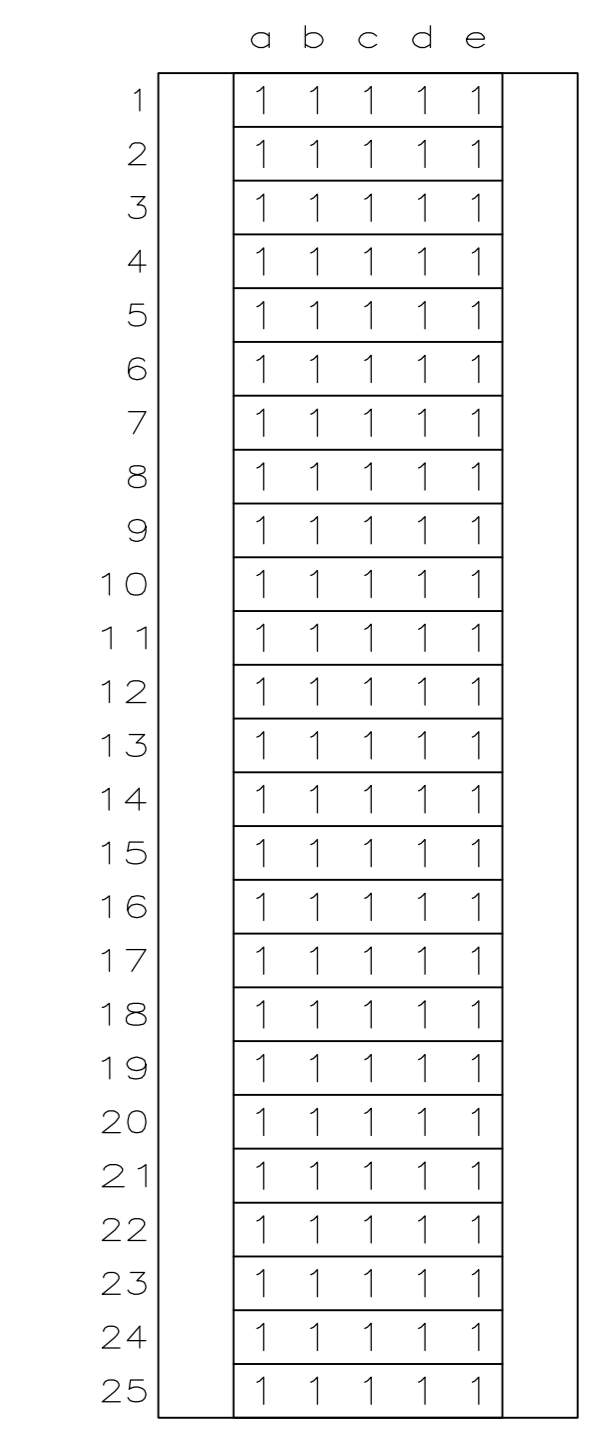 a b c d e
1 1 1 1 1 1
2 1 1 1 1 1
3 1 1 1 1 1
4 1 1 1 1 1
5 1 1 1 1 1
6 1 1 1 1 1
7 1 1 1 1 1
8 1 1 1 1 1
9 1 1 1 1 1
10 1 1 1 1 1
11 1 1 1 1 1
12 1 1 1 1 1
13 1 1 1 1 1
14 1 1 1 1 1
15 1 1 1 1 1
16 1 1 1 1 1
17 1 1 1 1 1
18 1 1 1 1 1
19 1 1 1 1 1
20 1 1 1 1 1
21 1 1 1 1 1
22 1 1 1 1 1
23 1 1 1 1 1
24 1 1 1 1 1
25 1 1 1 1 1